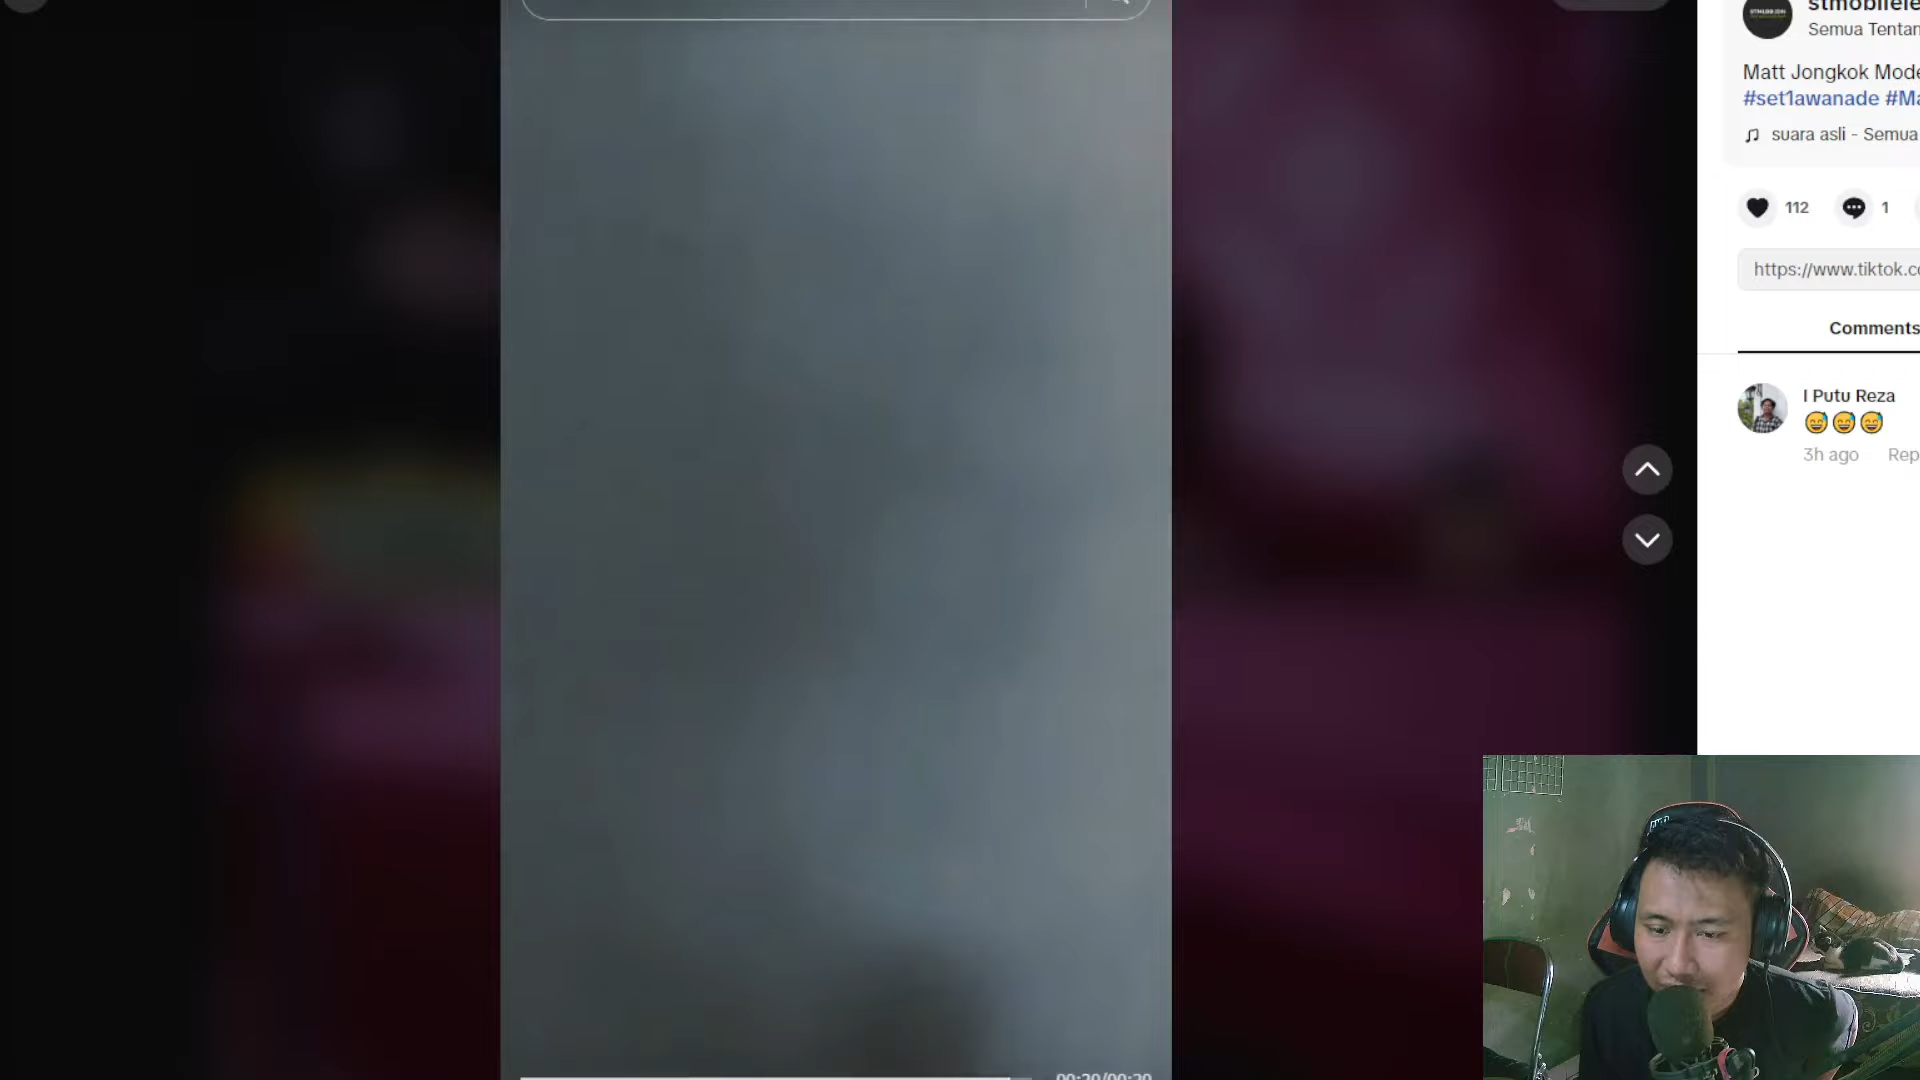 Semua Tentan
Matt Jongkok Mode
#set1awanade #Ma
suara asli - Semua
112
1
https://www.tiktok.co
Comments
I Putu Reza
3h ago Rep
00:20/00:20